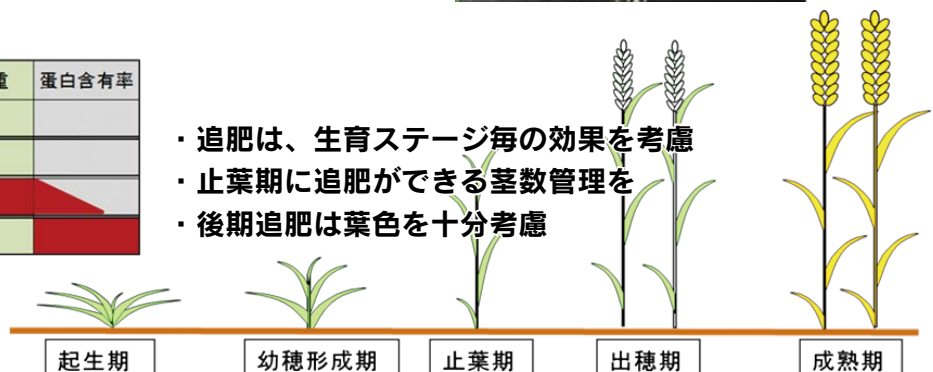 重 蛋白含有率
・追肥は、生育ステージ毎の効果を考慮
・止葉期に追肥ができる茎数管理を
・後期追肥は葉色を十分考慮
起生期 幼穂形成期 止葉期 出穂期 成熟期